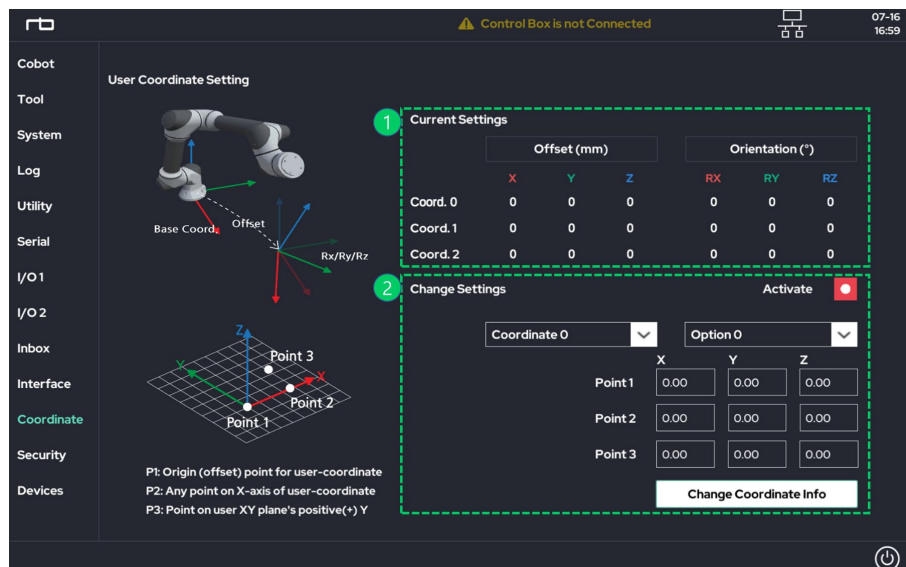 rb
Control Box is not Connected
07-16
16:59
Cobot
Tool
System
Log
Utility
Serial
I/O 1
I/O 2
Inbox
Interface
Coordinate
Security
Devices
User Coordinate Setting
Base Coord.
Offset
Rx/Ry/Rz
Z
Y
X
Point 3
Point 2
Point 1
P1: Origin (offset) point for user-coordinate
P2: Any point on X-axis of user-coordinate
P3: Point on user XY plane's positive(+) Y
1
Current Settings
Offset (mm) Orientation (°)
X Y Z RX RY RZ
Coord. 0 0 0 0 0 0 0
Coord. 1 0 0 0 0 0 0
Coord. 2 0 0 0 0 0 0
2
Change Settings Activate
Coordinate 0 Option 0
X Y Z
Point 1 0.00 0.00 0.00
Point 2 0.00 0.00 0.00
Point 3 0.00 0.00 0.00
Change Coordinate Info